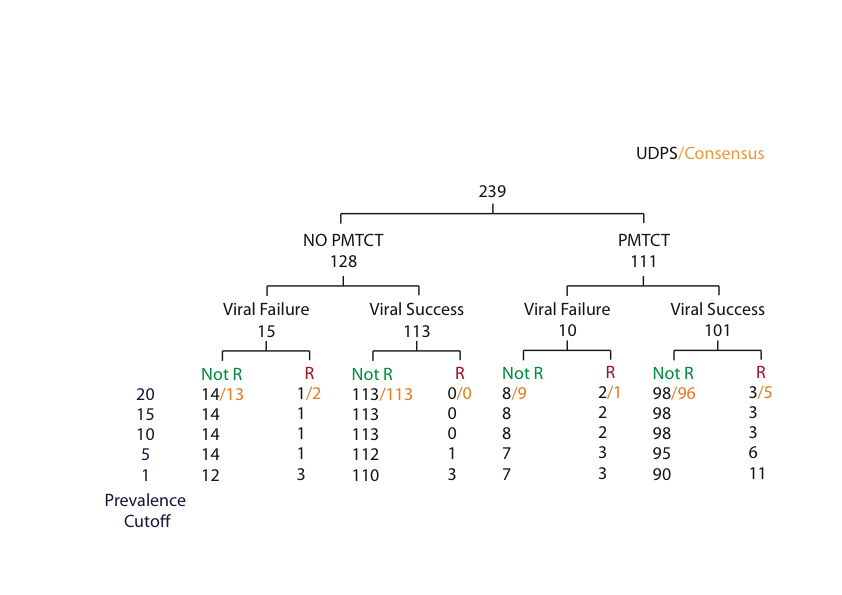 UDPS/Consensus
239
NO PMTCT PMTCT
128 111
Viral Failure Viral Success Viral Failure Viral Success
15 113 10 101
Not R R Not R R Not R R Not R R
20 14/13 1/2 113/113 0/0 8/9 2/1 98/96 3/5
15 14 1 113 0 8 2 98 3
10 14 1 113 0 8 2 98 3
5 14 1 112 1 7 3 95 6
1 12 3 110 3 7 3 90 11
Prevalence
Cutoff